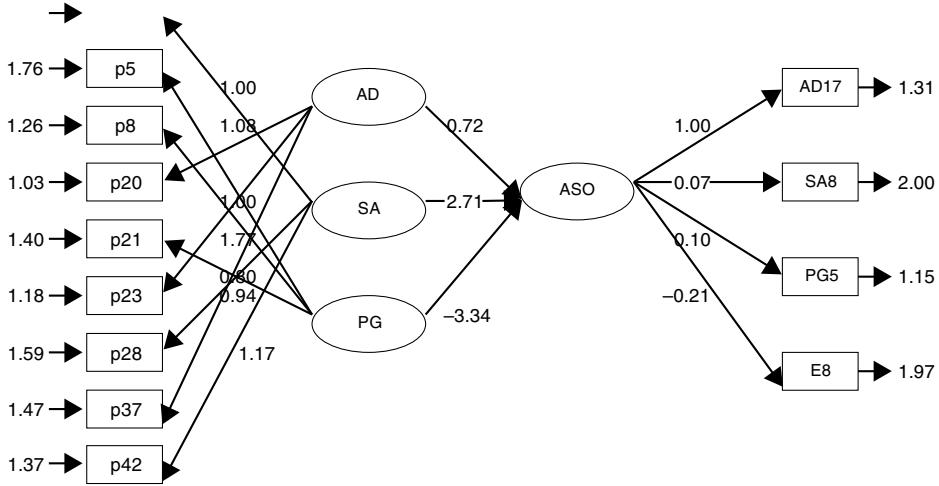 1.76 p5
1.26 p8
1.03 p20
1.40 p21
1.18 p23
1.59 p28
1.47 p37
1.37 p42
1.00
1.08
1.00
1.77
0.80
0.94
1.17
AD
SA
PG
0.72
2.71
–3.34
ASO
1.00
0.07
0.10
–0.21
AD17 1.31
SA8 2.00
PG5 1.15
E8 1.97